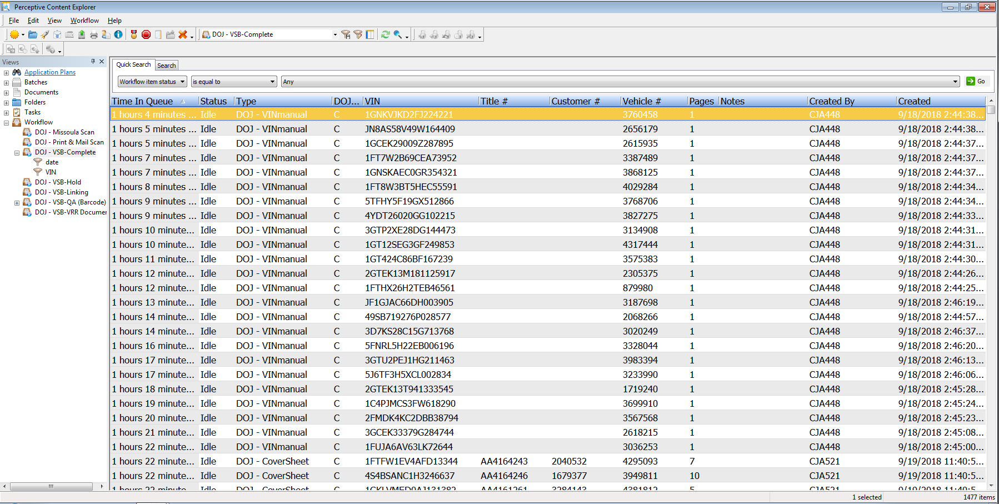 Perceptive Content Explorer
File Edit View Workflow Help
DOJ - VSB-Complete
Views
Application Plans
Batches
Documents
Folders
Tasks
Workflow
DOJ - Missoula Scan
DOJ - Print & Mail Scan
DOJ - VSB-Complete
date
VIN
DOJ - VSB-Hold
DOJ - VSB-Linking
DOJ - VSB-QA (Barcode)
DOJ - VSB-VRR Documer
Quick Search Search
Workflow item status is equal to Any Go
Time In Queue Status Type DOJ... VIN Title # Customer # Vehicle # Pages Notes Created By Created
1 hours 4 minutes ... Idle DOJ - VINmanual C 1GNKVJKD2FJ224221 3760458 1 CJA448 9/18/2018 2:44:38...
1 hours 5 minutes ... Idle DOJ - VINmanual C JN8AS58V49W164409 2656179 1 CJA448 9/18/2018 2:44:38...
1 hours 5 minutes ... Idle DOJ - VINmanual C 1GCEK29009Z287895 2615935 1 CJA448 9/18/2018 2:44:37...
1 hours 7 minutes ... Idle DOJ - VINmanual C 1FT7W2B69CEA73952 3387489 1 CJA448 9/18/2018 2:44:37...
1 hours 7 minutes ... Idle DOJ - VINmanual C 1GNSKAEC0GR354321 3868125 1 CJA448 9/18/2018 2:44:37...
1 hours 8 minutes ... Idle DOJ - VINmanual C 1FT8W3BT5HEC55591 4029284 1 CJA448 9/18/2018 2:44:34...
1 hours 9 minutes ... Idle DOJ - VINmanual C 5TFHY5F19GX512866 3768706 1 CJA448 9/18/2018 2:44:34...
1 hours 9 minutes ... Idle DOJ - VINmanual C 4YDT26020GG102215 3827275 1 CJA448 9/18/2018 2:44:33...
1 hours 10 minute... Idle DOJ - VINmanual C 3GTP2XE28DG144473 3134908 1 CJA448 9/18/2018 2:44:31...
1 hours 10 minute... Idle DOJ - VINmanual C 1GT12SEG3GF249853 4317444 1 CJA448 9/18/2018 2:44:31...
1 hours 11 minute... Idle DOJ - VINmanual C 1GT424C86BF167239 3575383 1 CJA448 9/18/2018 2:44:30...
1 hours 12 minute... Idle DOJ - VINmanual C 2GTEK13M181125917 2305375 1 CJA448 9/18/2018 2:44:26...
1 hours 12 minute... Idle DOJ - VINmanual C 1FTHX26H2TEB46561 879980 1 CJA448 9/18/2018 2:44:25...
1 hours 13 minute... Idle DOJ - VINmanual C JF1GJAC66DH003905 3187698 1 CJA448 9/18/2018 2:46:19...
1 hours 14 minute... Idle DOJ - VINmanual C 49SB719276P028577 2068266 1 CJA448 9/18/2018 2:44:57...
1 hours 14 minute... Idle DOJ - VINmanual C 3D7KS28C15G713768 3020249 1 CJA448 9/18/2018 2:46:37...
1 hours 16 minute... Idle DOJ - VINmanual C 5FNRL5H22EB006196 3328044 1 CJA448 9/18/2018 2:46:20...
1 hours 17 minute... Idle DOJ - VINmanual C 3GTU2PEJ1HG211463 3983394 1 CJA448 9/18/2018 2:46:13...
1 hours 17 minute... Idle DOJ - VINmanual C 5J6TF3H5XCL002834 3233990 1 CJA448 9/18/2018 2:46:06...
1 hours 18 minute... Idle DOJ - VINmanual C 2GTEK13T941333545 1719240 1 CJA448 9/18/2018 2:45:28...
1 hours 19 minute... Idle DOJ - VINmanual C 1C4PJMCS3FW618290 3699910 1 CJA448 9/18/2018 2:45:24...
1 hours 20 minute... Idle DOJ - VINmanual C 2FMDK4KC2DBB38794 3567568 1 CJA448 9/18/2018 2:45:23...
1 hours 21 minute... Idle DOJ - VINmanual C 3GCEK33379G284744 2618215 1 CJA448 9/18/2018 2:45:08...
1 hours 22 minute... Idle DOJ - VINmanual C 1FUJA6AV63LK72644 3036253 1 CJA448 9/18/2018 2:45:00...
1 hours 22 minute... Idle DOJ - CoverSheet C 1FTFW1EV4AFD13344 AA4164243 2040532 4295093 7 CJA521 9/19/2018 11:40:5...
1 hours 22 minute... Idle DOJ - CoverSheet C 4S4BSANC1H3246637 AA4164246 1679377 3949811 10 CJA521 9/19/2018 11:40:5...
1 hours 22 minute Idle DOJ - CoverSheet C
1 selected 1477 items